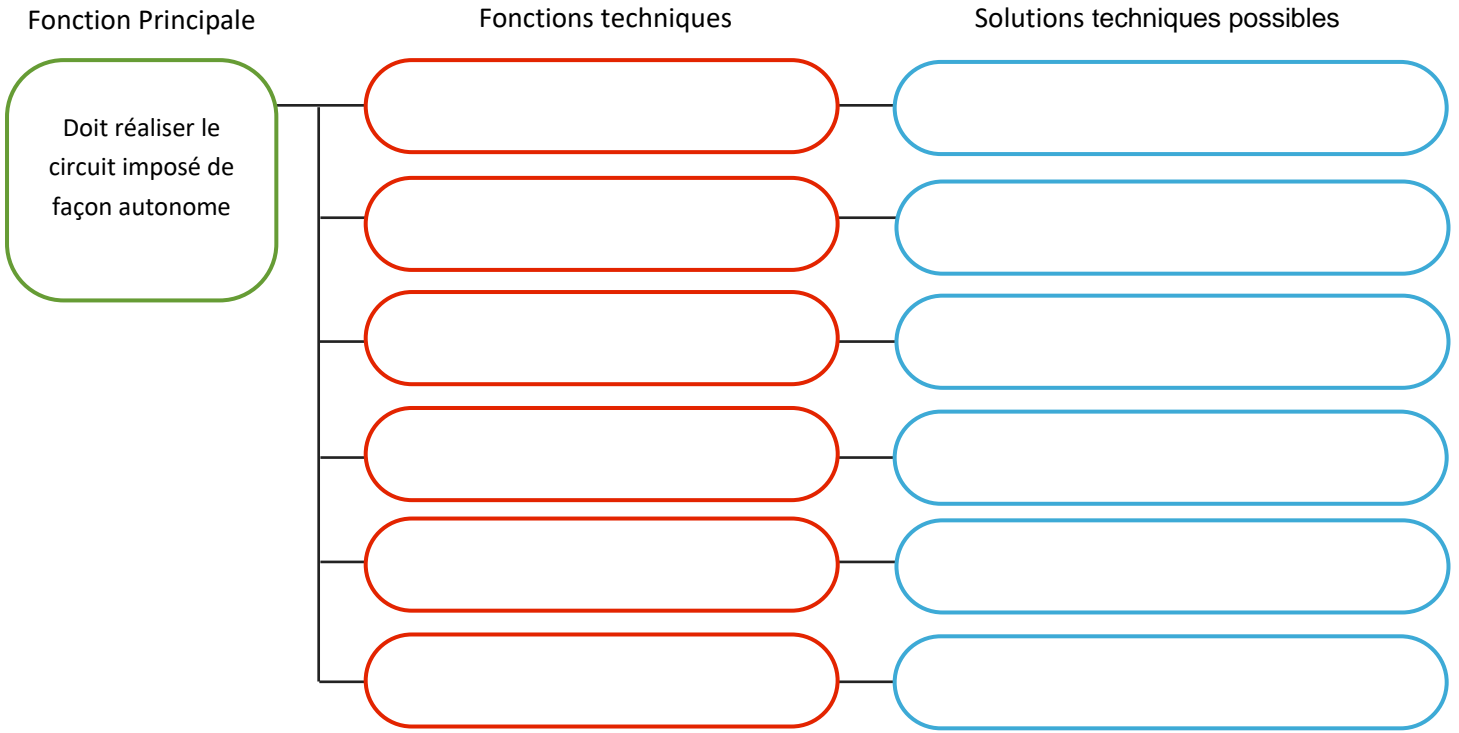 Fonction Principale
Fonctions techniques
Solutions techniques possibles
Doit réaliser le
circuit imposé de
façon autonome